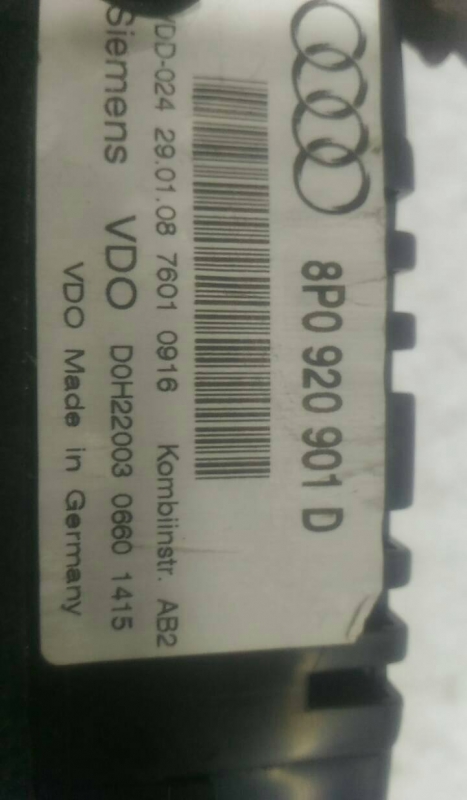 8P0 920 901 D
VDD-024 29.01.08 7601 0916 Kombiinstr. AB2
Siemens VDO D0H22003 0660 1415
VDO Made in Germany